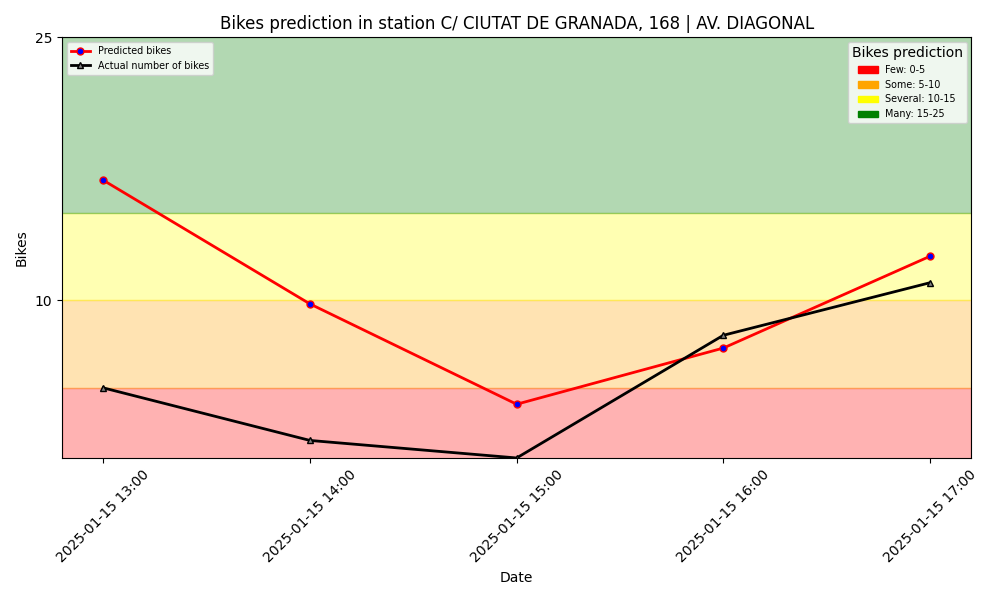 Bikes prediction in station C/ CIUTAT DE GRANADA, 168 | AV. DIAGONAL
25
Predicted bikes
Actual number of bikes
Bikes prediction
Few: 0-5
Some: 5-10
Several: 10-15
Many: 15-25
Bikes
10
2025-01-15 13:00
2025-01-15 14:00
2025-01-15 15:00
2025-01-15 16:00
2025-01-15 17:00
Date